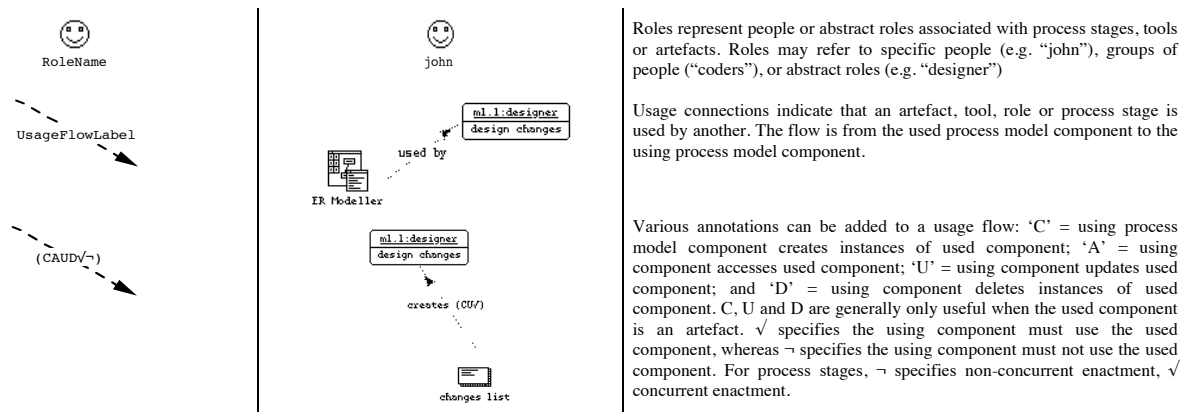 RoleName
john
Roles represent people or abstract roles associated with process stages, tools
or artefacts. Roles may refer to specific people (e.g. “john”), groups of
people (“coders”), or abstract roles (e.g. “designer”)
UsageFlowLabel
m1.1:designer
design changes
used by
ER Modeller
Usage connections indicate that an artefact, tool, role or process stage is
used by another. The flow is from the used process model component to the
using process model component.
(CAUD√¬)
m1.1:designer
design changes
creates (CU√)
changes list
Various annotations can be added to a usage flow: ‘C’ = using process
model component creates instances of used component; ‘A’ = using
component accesses used component; ‘U’ = using component updates used
component; and ‘D’ = using component deletes instances of used
component. C, U and D are generally only useful when the used component
is an artefact. √ specifies the using component must use the used
component, whereas ¬ specifies the using component must not use the used
component. For process stages, ¬ specifies non-concurrent enactment, √
concurrent enactment.